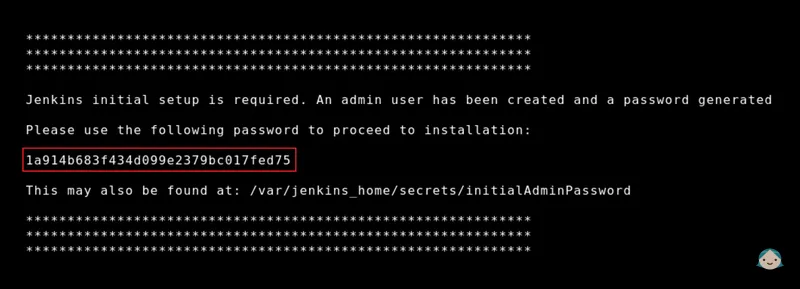 *************************************************************
*************************************************************
*************************************************************
Jenkins initial setup is required. An admin user has been created and a password generated
Please use the following password to proceed to installation:
1a914b683f434d099e2379bc017fed75
This may also be found at: /var/jenkins_home/secrets/initialAdminPassword
*************************************************************
*************************************************************
*************************************************************